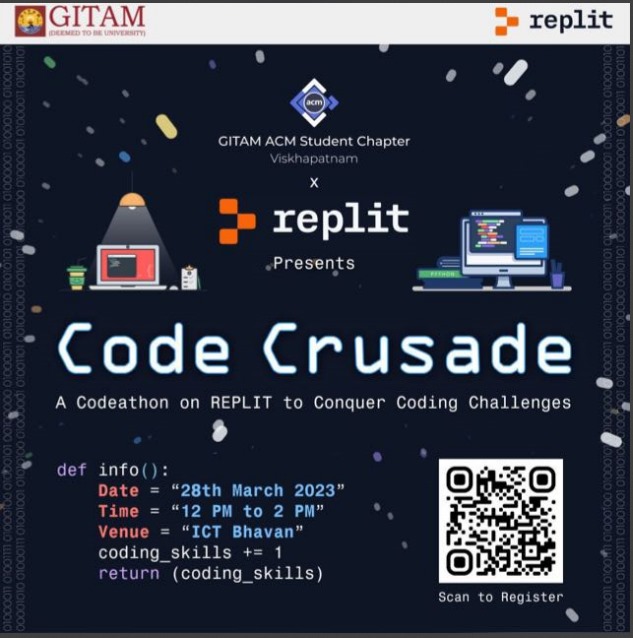 GITAM
(DEEMED TO BE UNIVERSITY)
replit
acm
GITAM ACM Student Chapter
Viskhapatnam
x
replit
Presents
PYTHON
Code Crusade
A Codeathon on REPLIT to Conquer Coding Challenges
def info():
Date = “28th March 2023”
Time = “12 PM to 2 PM”
Venue = “ICT Bhavan”
coding_skills += 1
return (coding_skills)
Scan to Register